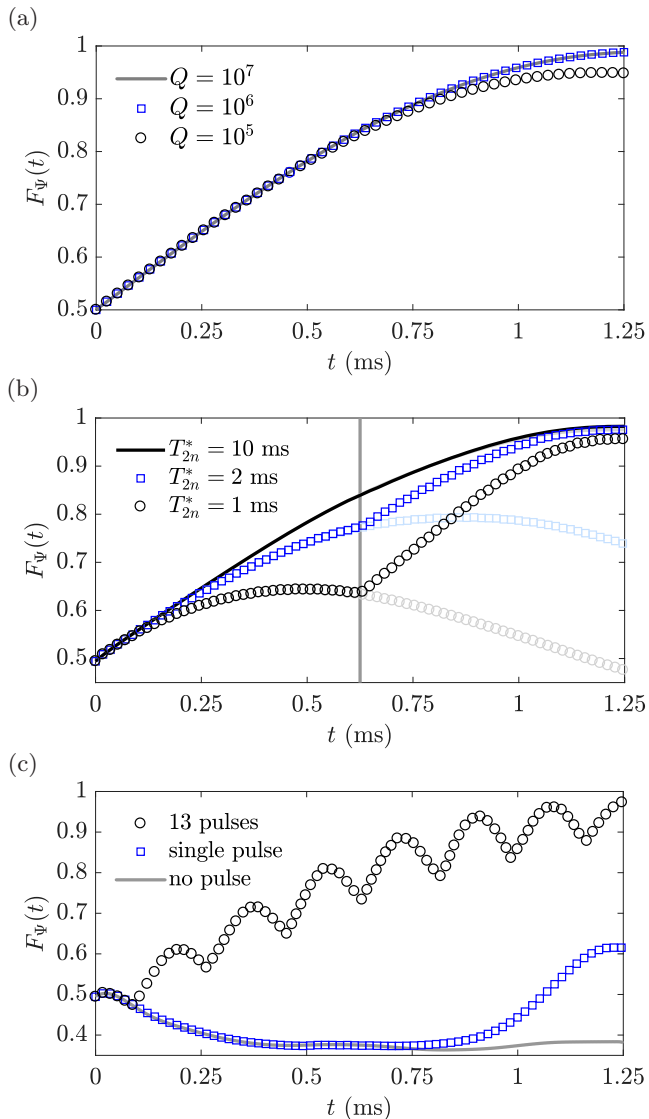 (a)
1
0.9
0.8
0.7
0.6
0.5
F_Ψ(t)
Q = 10^7
Q = 10^6
Q = 10^5
0 0.25 0.5 0.75 1 1.25
t (ms)
(b)
1
0.9
0.8
0.7
0.6
0.5
F_Ψ(t)
T*_{2n} = 10 ms
T*_{2n} = 2 ms
T*_{2n} = 1 ms
0 0.25 0.5 0.75 1 1.25
t (ms)
(c)
1
0.9
0.8
0.7
0.6
0.5
0.4
F_Ψ(t)
13 pulses
single pulse
no pulse
0 0.25 0.5 0.75 1 1.25
t (ms)